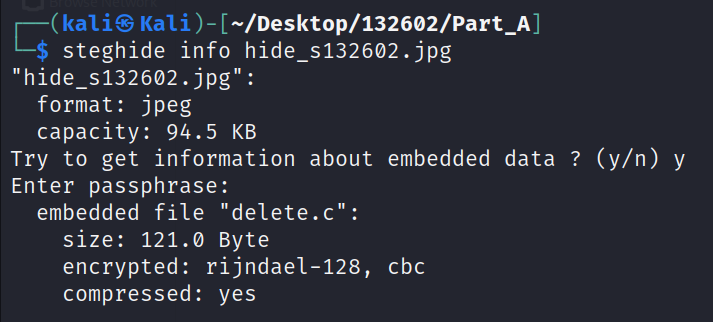 ┌──(kali㉿Kali)-[~/Desktop/132602/Part_A]
└─$ steghide info hide_s132602.jpg
"hide_s132602.jpg":
  format: jpeg
  capacity: 94.5 KB
Try to get information about embedded data ? (y/n) y
Enter passphrase:
  embedded file "delete.c":
    size: 121.0 Byte
    encrypted: rijndael-128, cbc
    compressed: yes